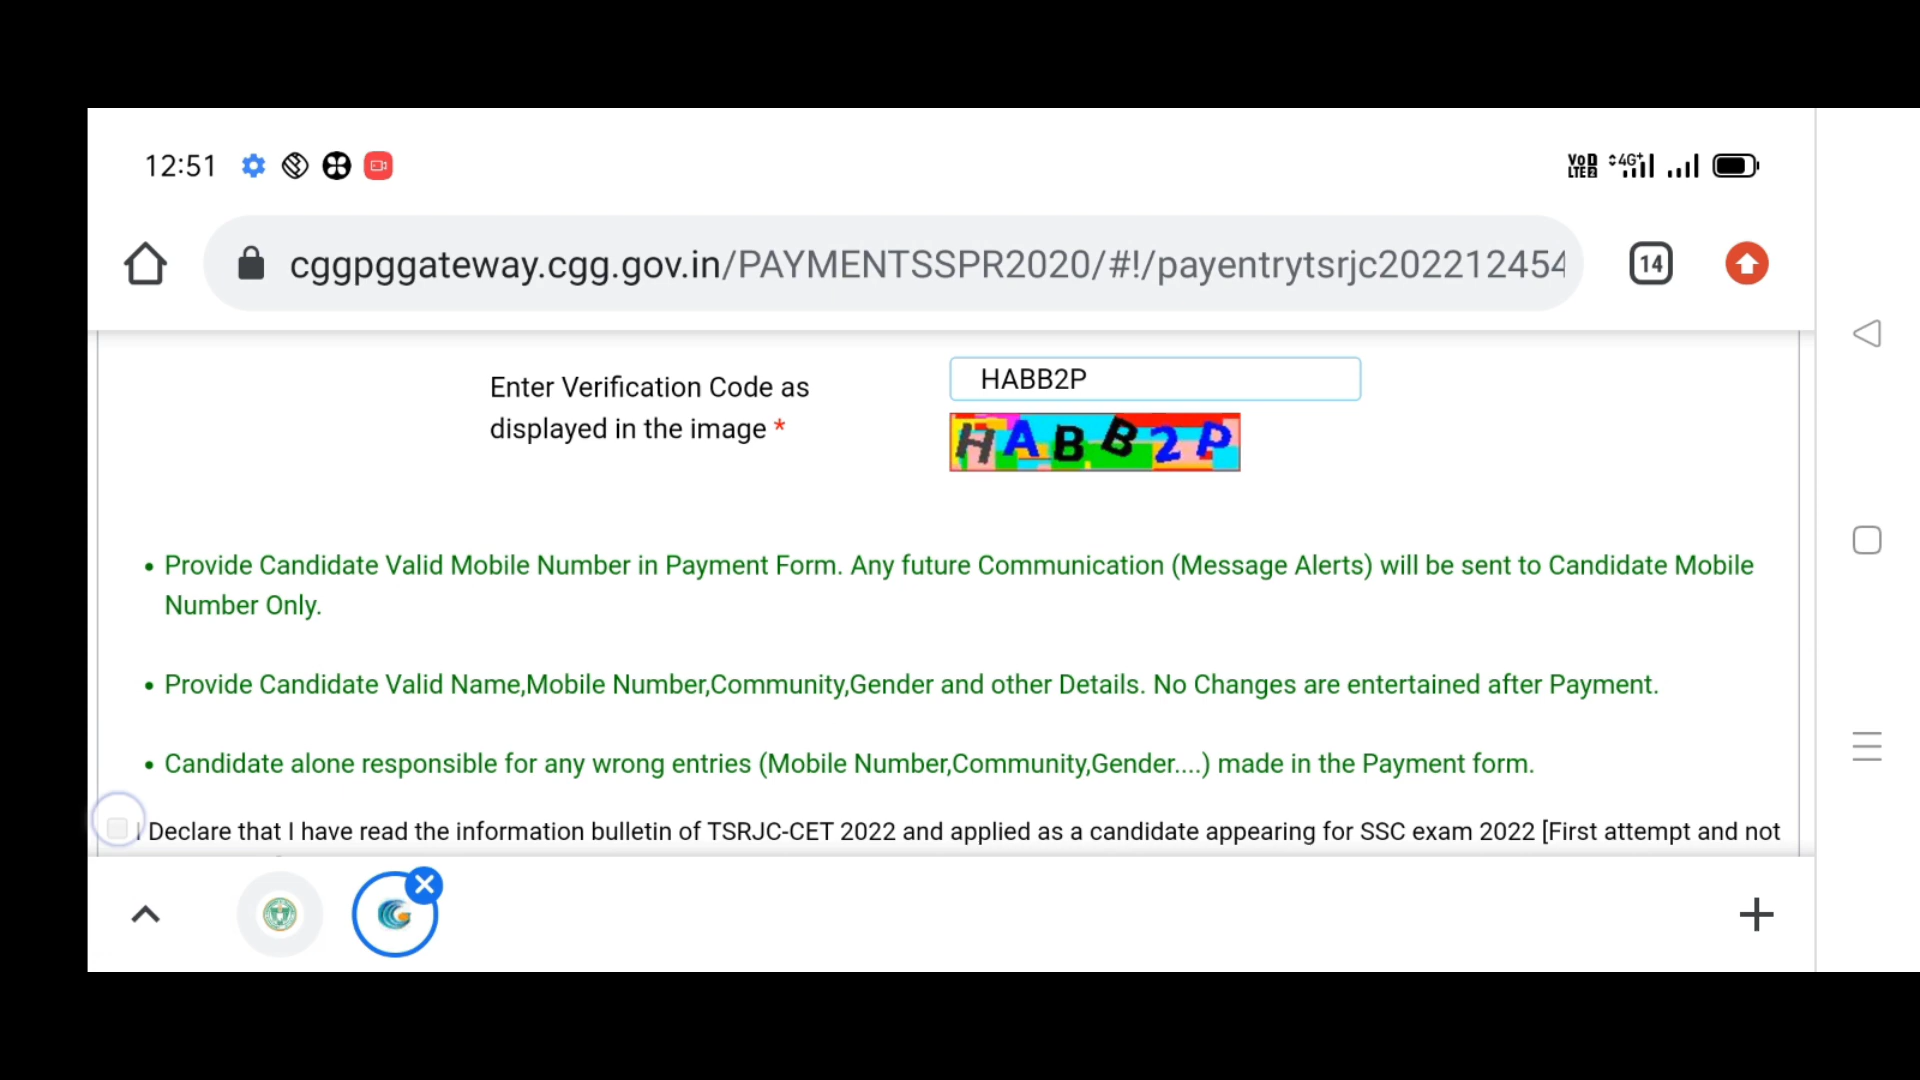 12:51 VoD LTE2 4G+
cggpggateway.cgg.gov.in/PAYMENTSSPR2020/#!/payentrytsrjc202212454 14
Enter Verification Code as
displayed in the image *
HABB2P
HABB2P
• Provide Candidate Valid Mobile Number in Payment Form. Any future Communication (Message Alerts) will be sent to Candidate Mobile
Number Only.
• Provide Candidate Valid Name,Mobile Number,Community,Gender and other Details. No Changes are entertained after Payment.
• Candidate alone responsible for any wrong entries (Mobile Number,Community,Gender....) made in the Payment form.
I Declare that I have read the information bulletin of TSRJC-CET 2022 and applied as a candidate appearing for SSC exam 2022 [First attempt and not